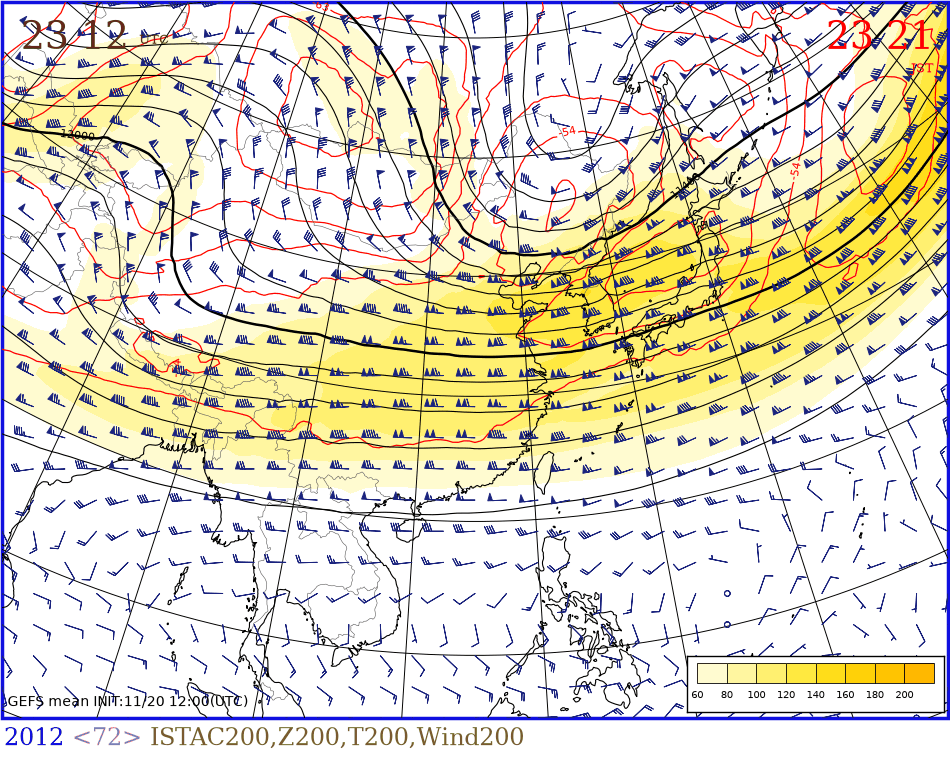 23 12 UTC
23 21
JST
12000
-54
-54
60 80 100 120 140 160 180 200
GEFS mean INIT:11/20 12:00(UTC)
2012 <72> ISTAC200,Z200,T200,Wind200